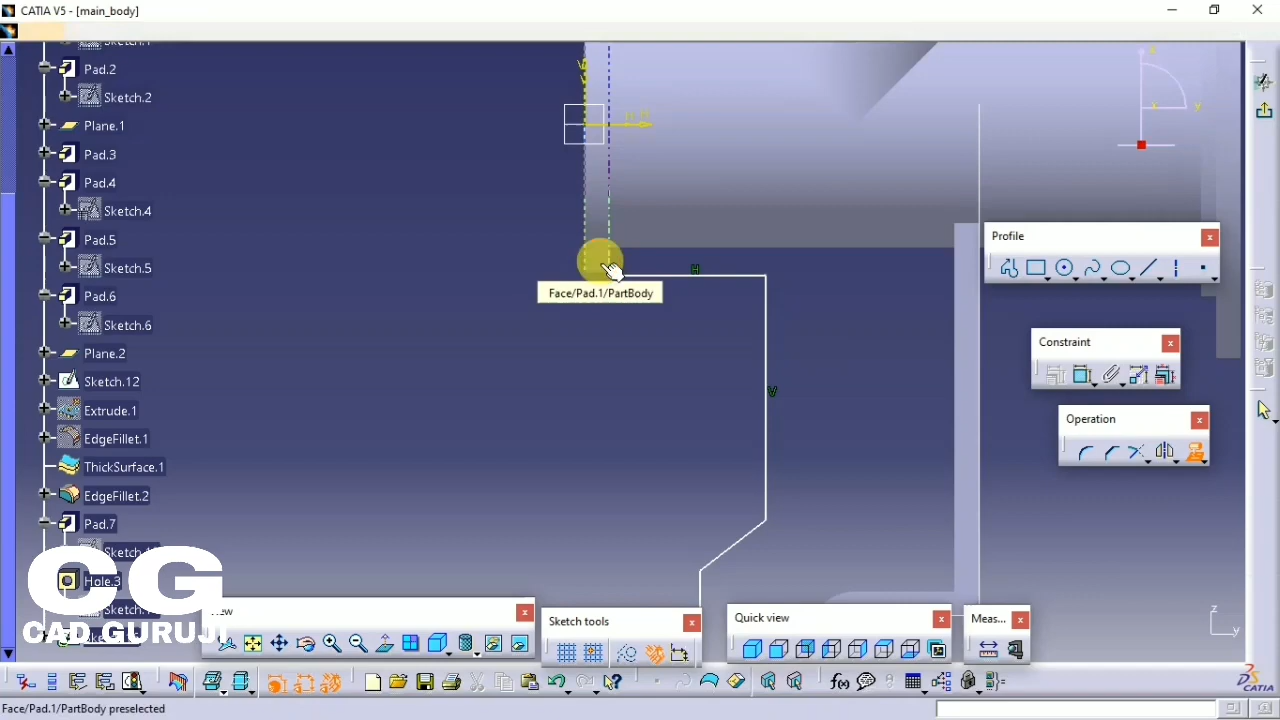 CATIA V5 - [main_body]
Pad.2
Sketch.2
Plane.1
Pad.3
Pad.4
Sketch.4
Pad.5
Sketch.5
Pad.6
Sketch.6
Plane.2
Sketch.12
Extrude.1
EdgeFillet.1
ThickSurface.1
EdgeFillet.2
Pad.7
Hole.3
CG
CAD GURUJI
H
V
Face/Pad.1/PartBody
x
x
y
Profile
Constraint
Operation
Sketch tools
Quick view
Meas...
z
y
f(x)
CATIA
Face/Pad.1/PartBody preselected